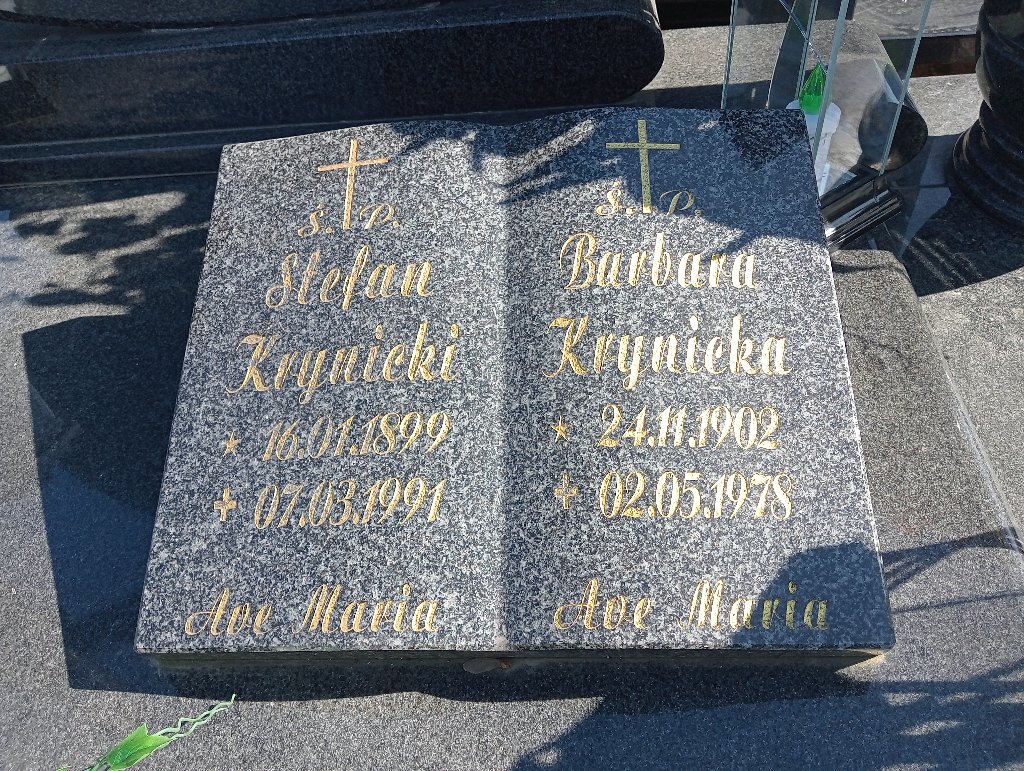 Ś. P.
Stefan
Krynicki
* 16.01.1899
+ 07.03.1991
Ave Maria
Ś. P.
Barbara
Krynicka
* 24.11.1902
+ 02.05.1978
Ave Maria